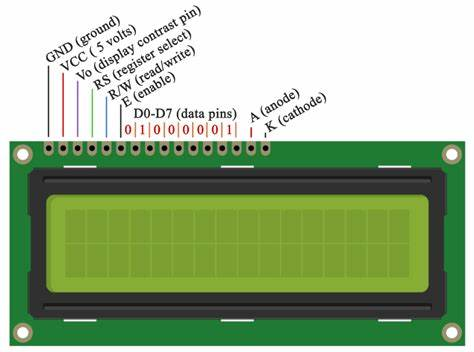 GND (ground)
VCC ( 5 volts)
Vo (display contrast pin)
RS (register select)
R/W (read/write)
E (enable)
D0-D7 (data pins)
0 1 0 0 0 0 0 1
A (anode)
K (cathode)